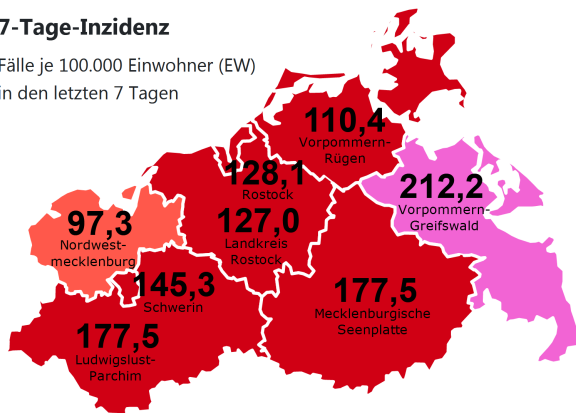 7-Tage-Inzidenz
Fälle je 100.000 Einwohner (EW)
in den letzten 7 Tagen
110,4
Vorpommern-
Rügen
128,1
Rostock
212,2
Vorpommern-
Greifswald
97,3
Nordwest-
mecklenburg
127,0
Landkreis
Rostock
145,3
Schwerin
177,5
Mecklenburgische
Seenplatte
177,5
Ludwigslust-
Parchim